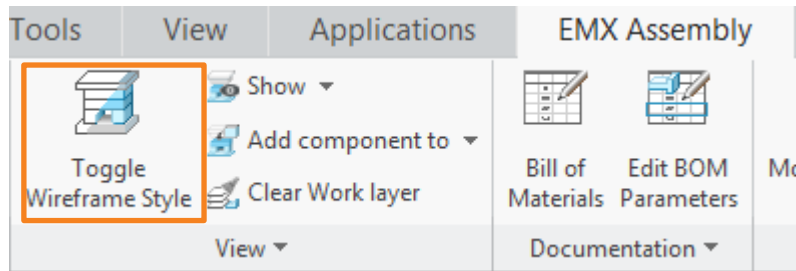 Tools View Applications EMX Assembly
Show
Add component to
Clear Work layer
Toggle
Wireframe Style
Bill of
Materials
Edit BOM
Parameters
View
Documentation